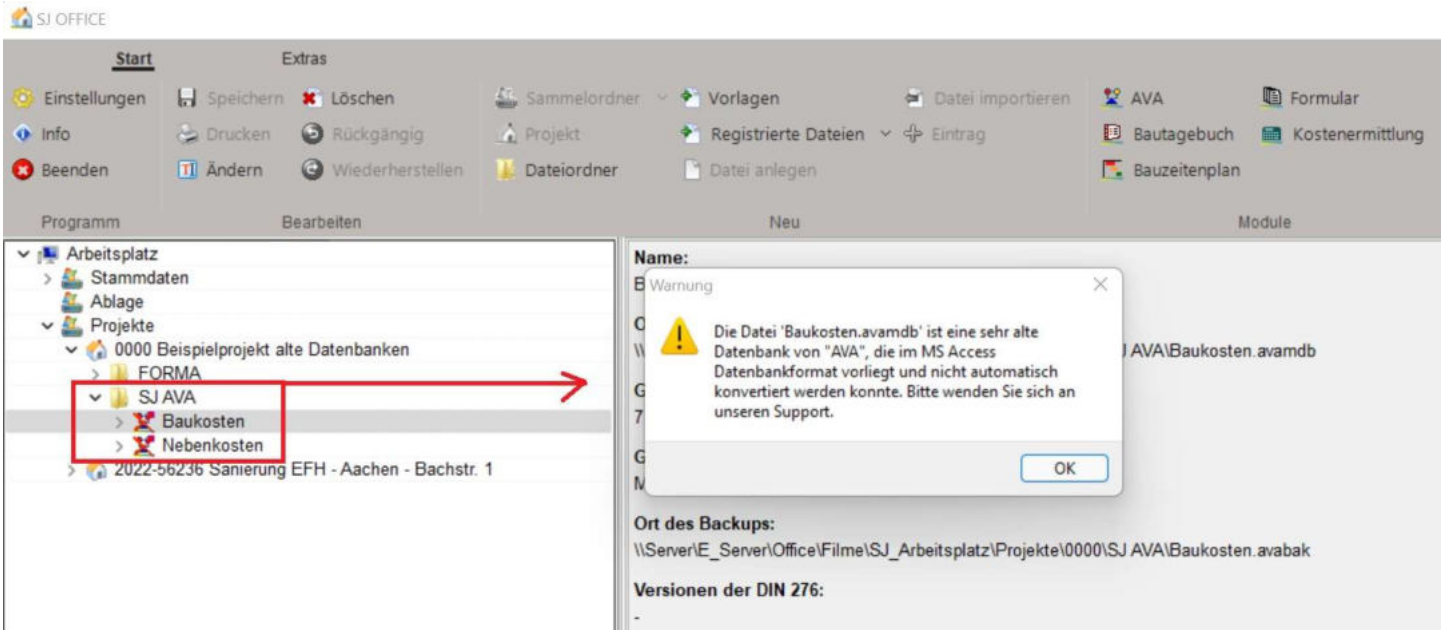 SJ OFFICE
Start Extras
Einstellungen Speichern Löschen Sammelordner Vorlagen Datei importieren AVA Formular
Info Drucken Rückgängig Projekt Registrierte Dateien Eintrag Bautagebuch Kostenermittlung
Beenden Ändern Wiederherstellen Dateiordner Datei anlegen Bauzeitenplan
Programm Bearbeiten Neu Module
Arbeitsplatz
Stammdaten
Ablage
Projekte
0000 Beispielprojekt alte Datenbanken
FORMA
SJ AVA
Baukosten
Nebenkosten
2022-56236 Sanierung EFH - Aachen - Bachstr. 1
Name:
B
O
\\ J AVA\Baukosten.avamdb
G
7
G
M
Warnung
Die Datei 'Baukosten.avamdb' ist eine sehr alte
Datenbank von "AVA", die im MS Access
Datenbankformat vorliegt und nicht automatisch
konvertiert werden konnte. Bitte wenden Sie sich an
unseren Support.
OK
Ort des Backups:
\\Server\E_Server\Office\Filme\SJ_Arbeitsplatz\Projekte\0000\SJ AVA\Baukosten.avabak
Versionen der DIN 276:
-